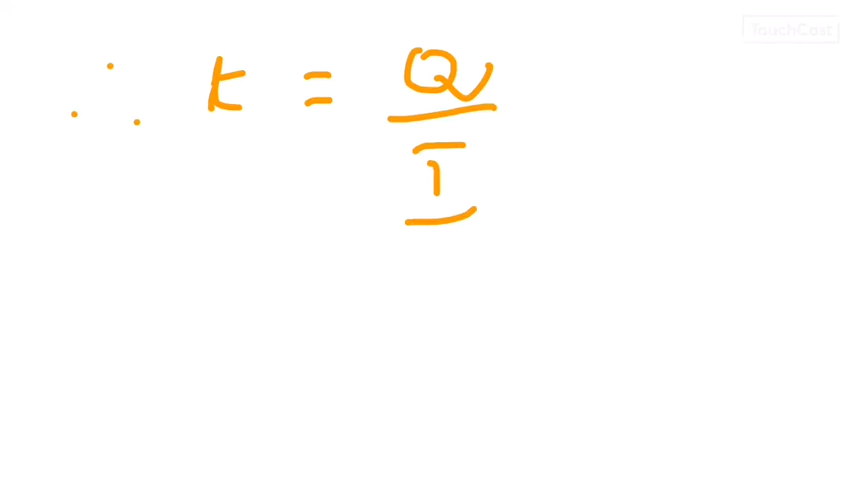 TouchCast
∴ t = Q
I